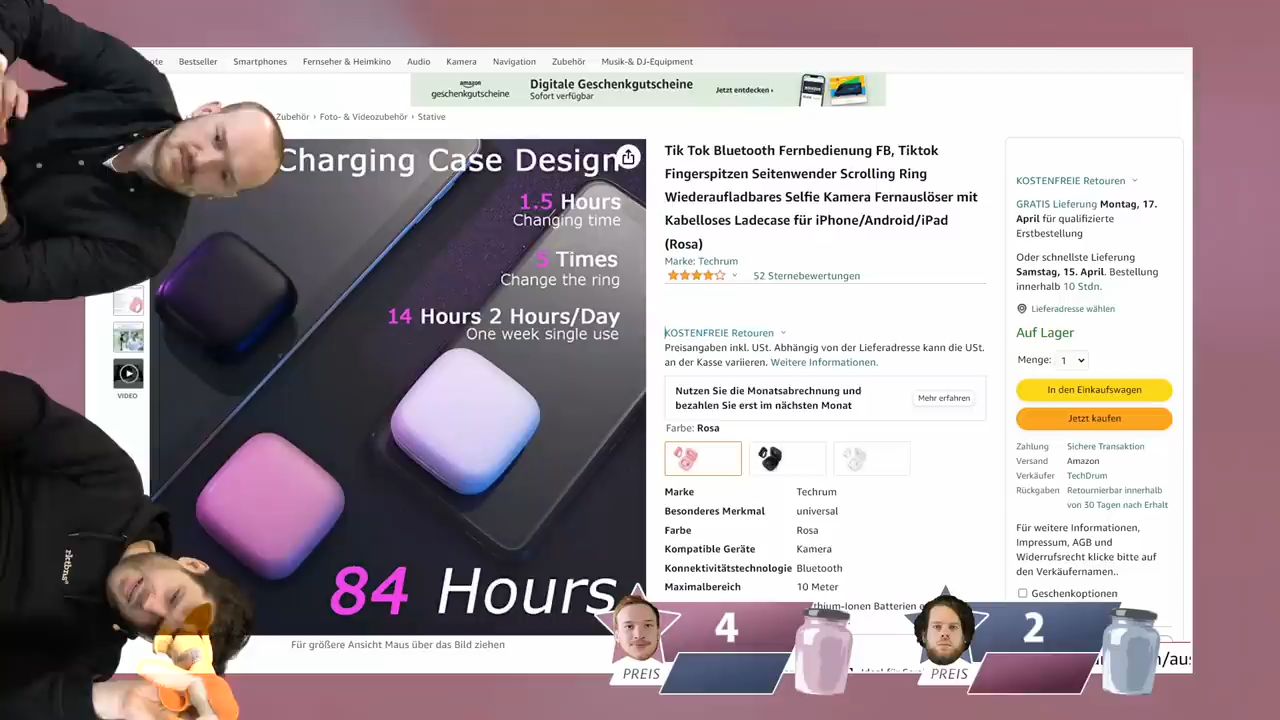 Bestseller
Smartphones
Fernseher & Heimkino
Audio
Kamera
Navigation
Zubehör
Musik-& DJ-Equipment
amazon
geschenkgutscheine
Digitale Geschenkgutscheine
Sofort verfügbar
Jetzt entdecken ›
Zubehör › Foto- & Videozubehör › Stative
Charging Case Design
1.5 Hours
Changing time
5 Times
Change the ring
14 Hours 2 Hours/Day
One week single use
84 Hours
VIDEO
Für größere Ansicht Maus über das Bild ziehen
Tik Tok Bluetooth Fernbedienung FB, Tiktok
Fingerspitzen Seitenwender Scrolling Ring
Wiederaufladbares Selfie Kamera Fernauslöser mit
Kabelloses Ladecase für iPhone/Android/iPad
(Rosa)
Marke: Techrum
52 Sternebewertungen
KOSTENFREIE Retouren
Preisangaben inkl. USt. Abhängig von der Lieferadresse kann die USt.
an der Kasse variieren. Weitere Informationen.
Nutzen Sie die Monatsabrechnung und
bezahlen Sie erst im nächsten Monat
Mehr erfahren
Farbe: Rosa
Marke Techrum
Besonderes Merkmal universal
Farbe Rosa
Kompatible Geräte Kamera
Konnektivitätstechnologie Bluetooth
Maximalbereich 10 Meter
KOSTENFREIE Retouren
GRATIS Lieferung Montag, 17.
April für qualifizierte
Erstbestellung
Oder schnellste Lieferung
Samstag, 15. April. Bestellung
innerhalb 10 Stdn.
Lieferadresse wählen
Auf Lager
Menge: 1
In den Einkaufswagen
Jetzt kaufen
Zahlung Sichere Transaktion
Versand Amazon
Verkäufer TechDrum
Rückgaben Retournierbar innerhalb
von 30 Tagen nach Erhalt
Für weitere Informationen,
Impressum, AGB und
Widerrufsrecht klicke bitte auf
den Verkäufernamen..
Geschenkoptionen
4
PREIS
2
PREIS